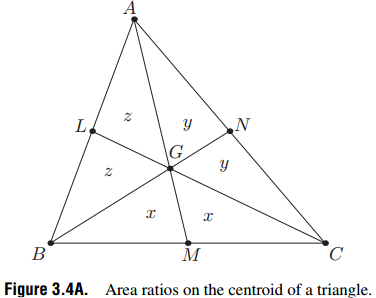 A
z
y
L
N
G
z
y
x
x
B
M
C
Figure 3.4A. Area ratios on the centroid of a triangle.